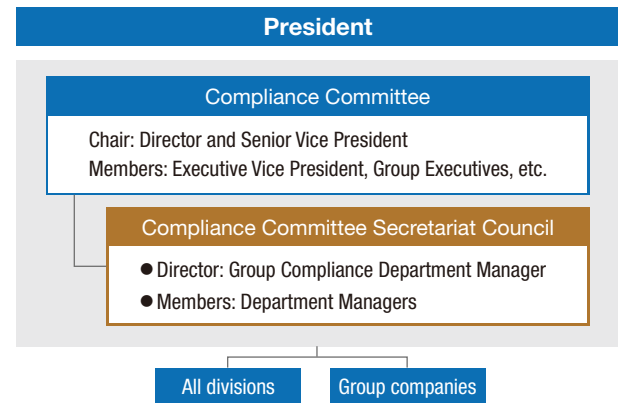 President
Compliance Committee
Chair: Director and Senior Vice President
Members: Executive Vice President, Group Executives, etc.
Compliance Committee Secretariat Council
● Director: Group Compliance Department Manager
● Members: Department Managers
All divisions
Group companies